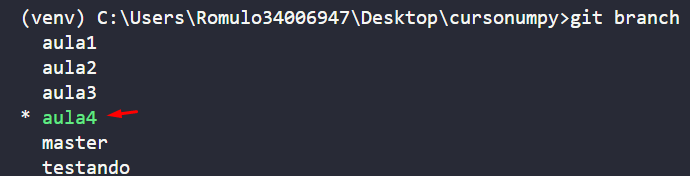 (venv) C:\Users\Romulo34006947\Desktop\cursonumpy>git branch
aula1
aula2
aula3
* aula4
master
testando